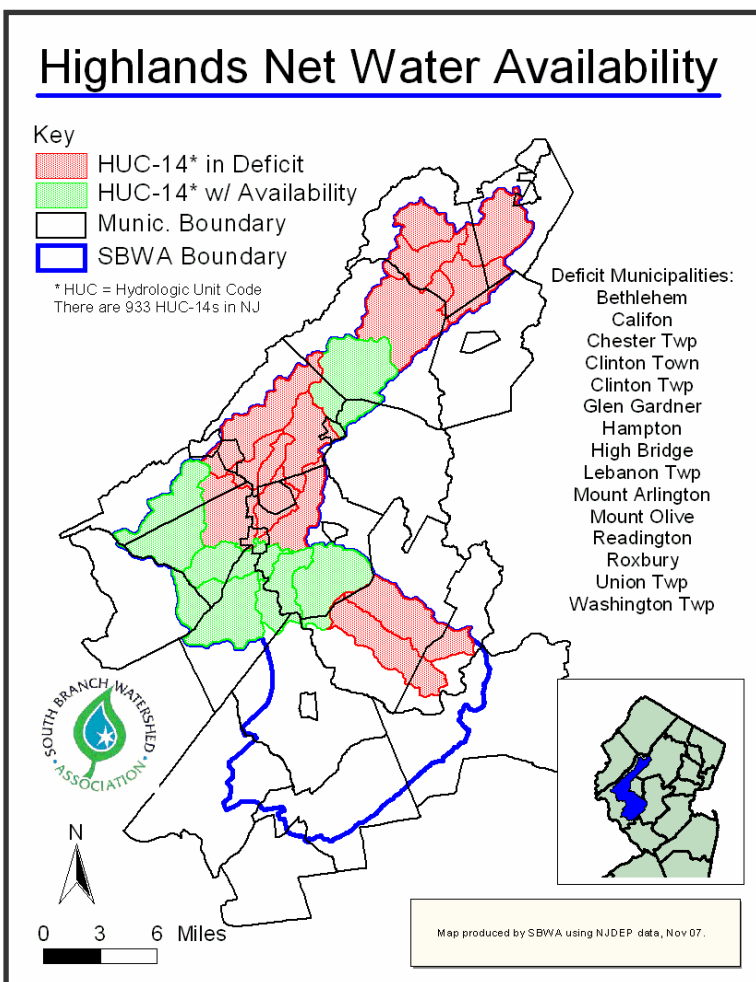 Highlands Net Water Availability
Key
HUC-14* in Deficit
HUC-14* w/ Availability
Munic. Boundary
SBWA Boundary
* HUC = Hydrologic Unit Code
There are 933 HUC-14s in NJ
Deficit Municipalities:
Bethlehem
Califon
Chester Twp
Clinton Town
Clinton Twp
Glen Gardner
Hampton
High Bridge
Lebanon Twp
Mount Arlington
Mount Olive
Readington
Roxbury
Union Twp
Washington Twp
SOUTH BRANCH WATERSHED
• ASSOCIATION •
N
0 3 6 Miles
Map produced by SBWA using NJDEP data, Nov 07.